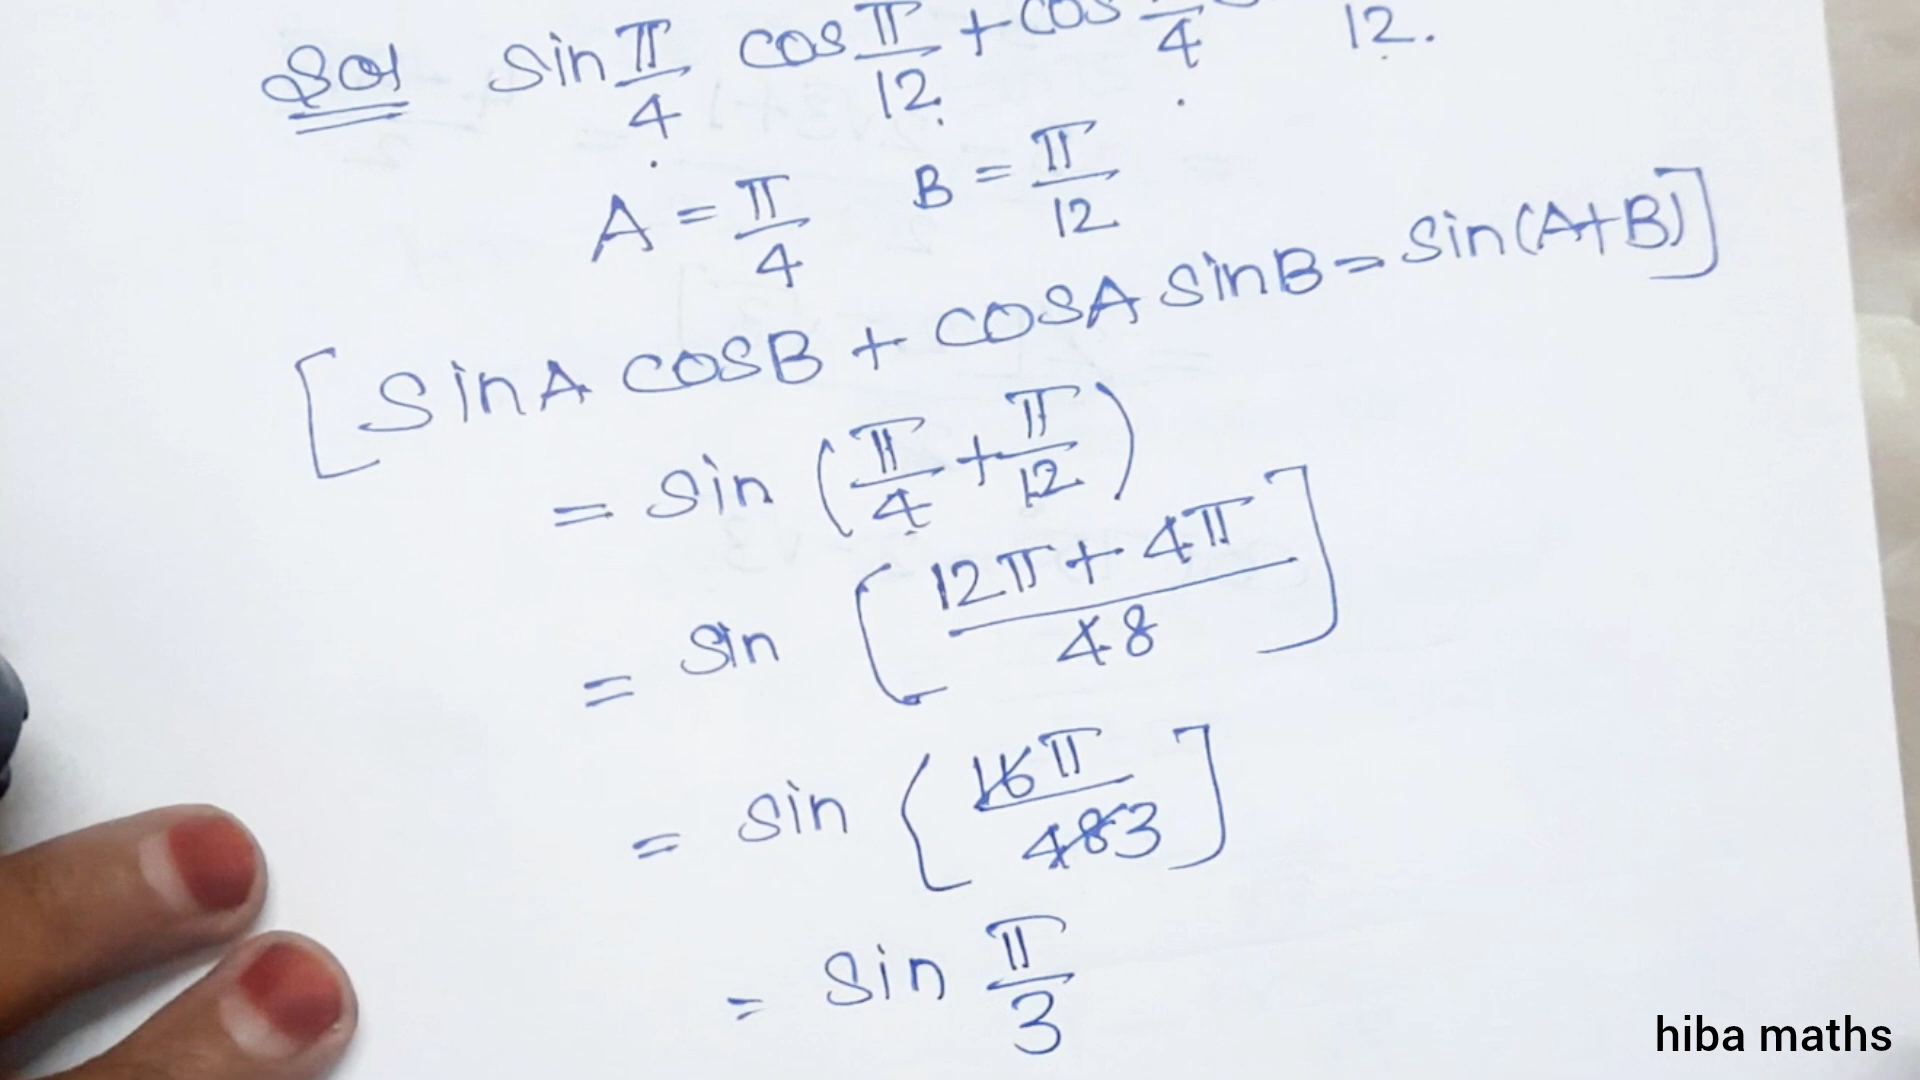 Sol sin π/4 cos π/12 + cos /4 12.
A = π/4 B = π/12
[sinA cosB + cosA sinB = sin(A+B)]
= sin (π/4 + π/12)
= sin [12π + 4π / 48]
= sin [16π / 48 3]
= sin π/3
hiba maths